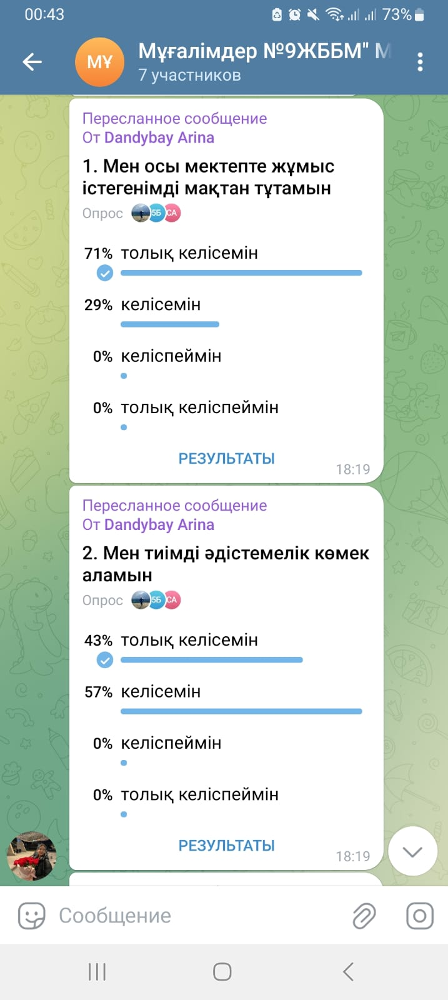 00:43
73%
МҰ
Мұғалімдер №9ЖББМ" М
7 участников
Пересланное сообщение
От Dandybay Arina
1. Мен осы мектепте жұмыс
істегенімді мақтан тұтамын
Опрос 5Б СА
71% толық келісемін
29% келісемін
0% келіспеймін
0% толық келіспеймін
РЕЗУЛЬТАТЫ
18:19
Пересланное сообщение
От Dandybay Arina
2. Мен тиімді әдістемелік көмек
аламын
Опрос 5Б СА
43% толық келісемін
57% келісемін
0% келіспеймін
0% толық келіспеймін
РЕЗУЛЬТАТЫ
18:19
Сообщение